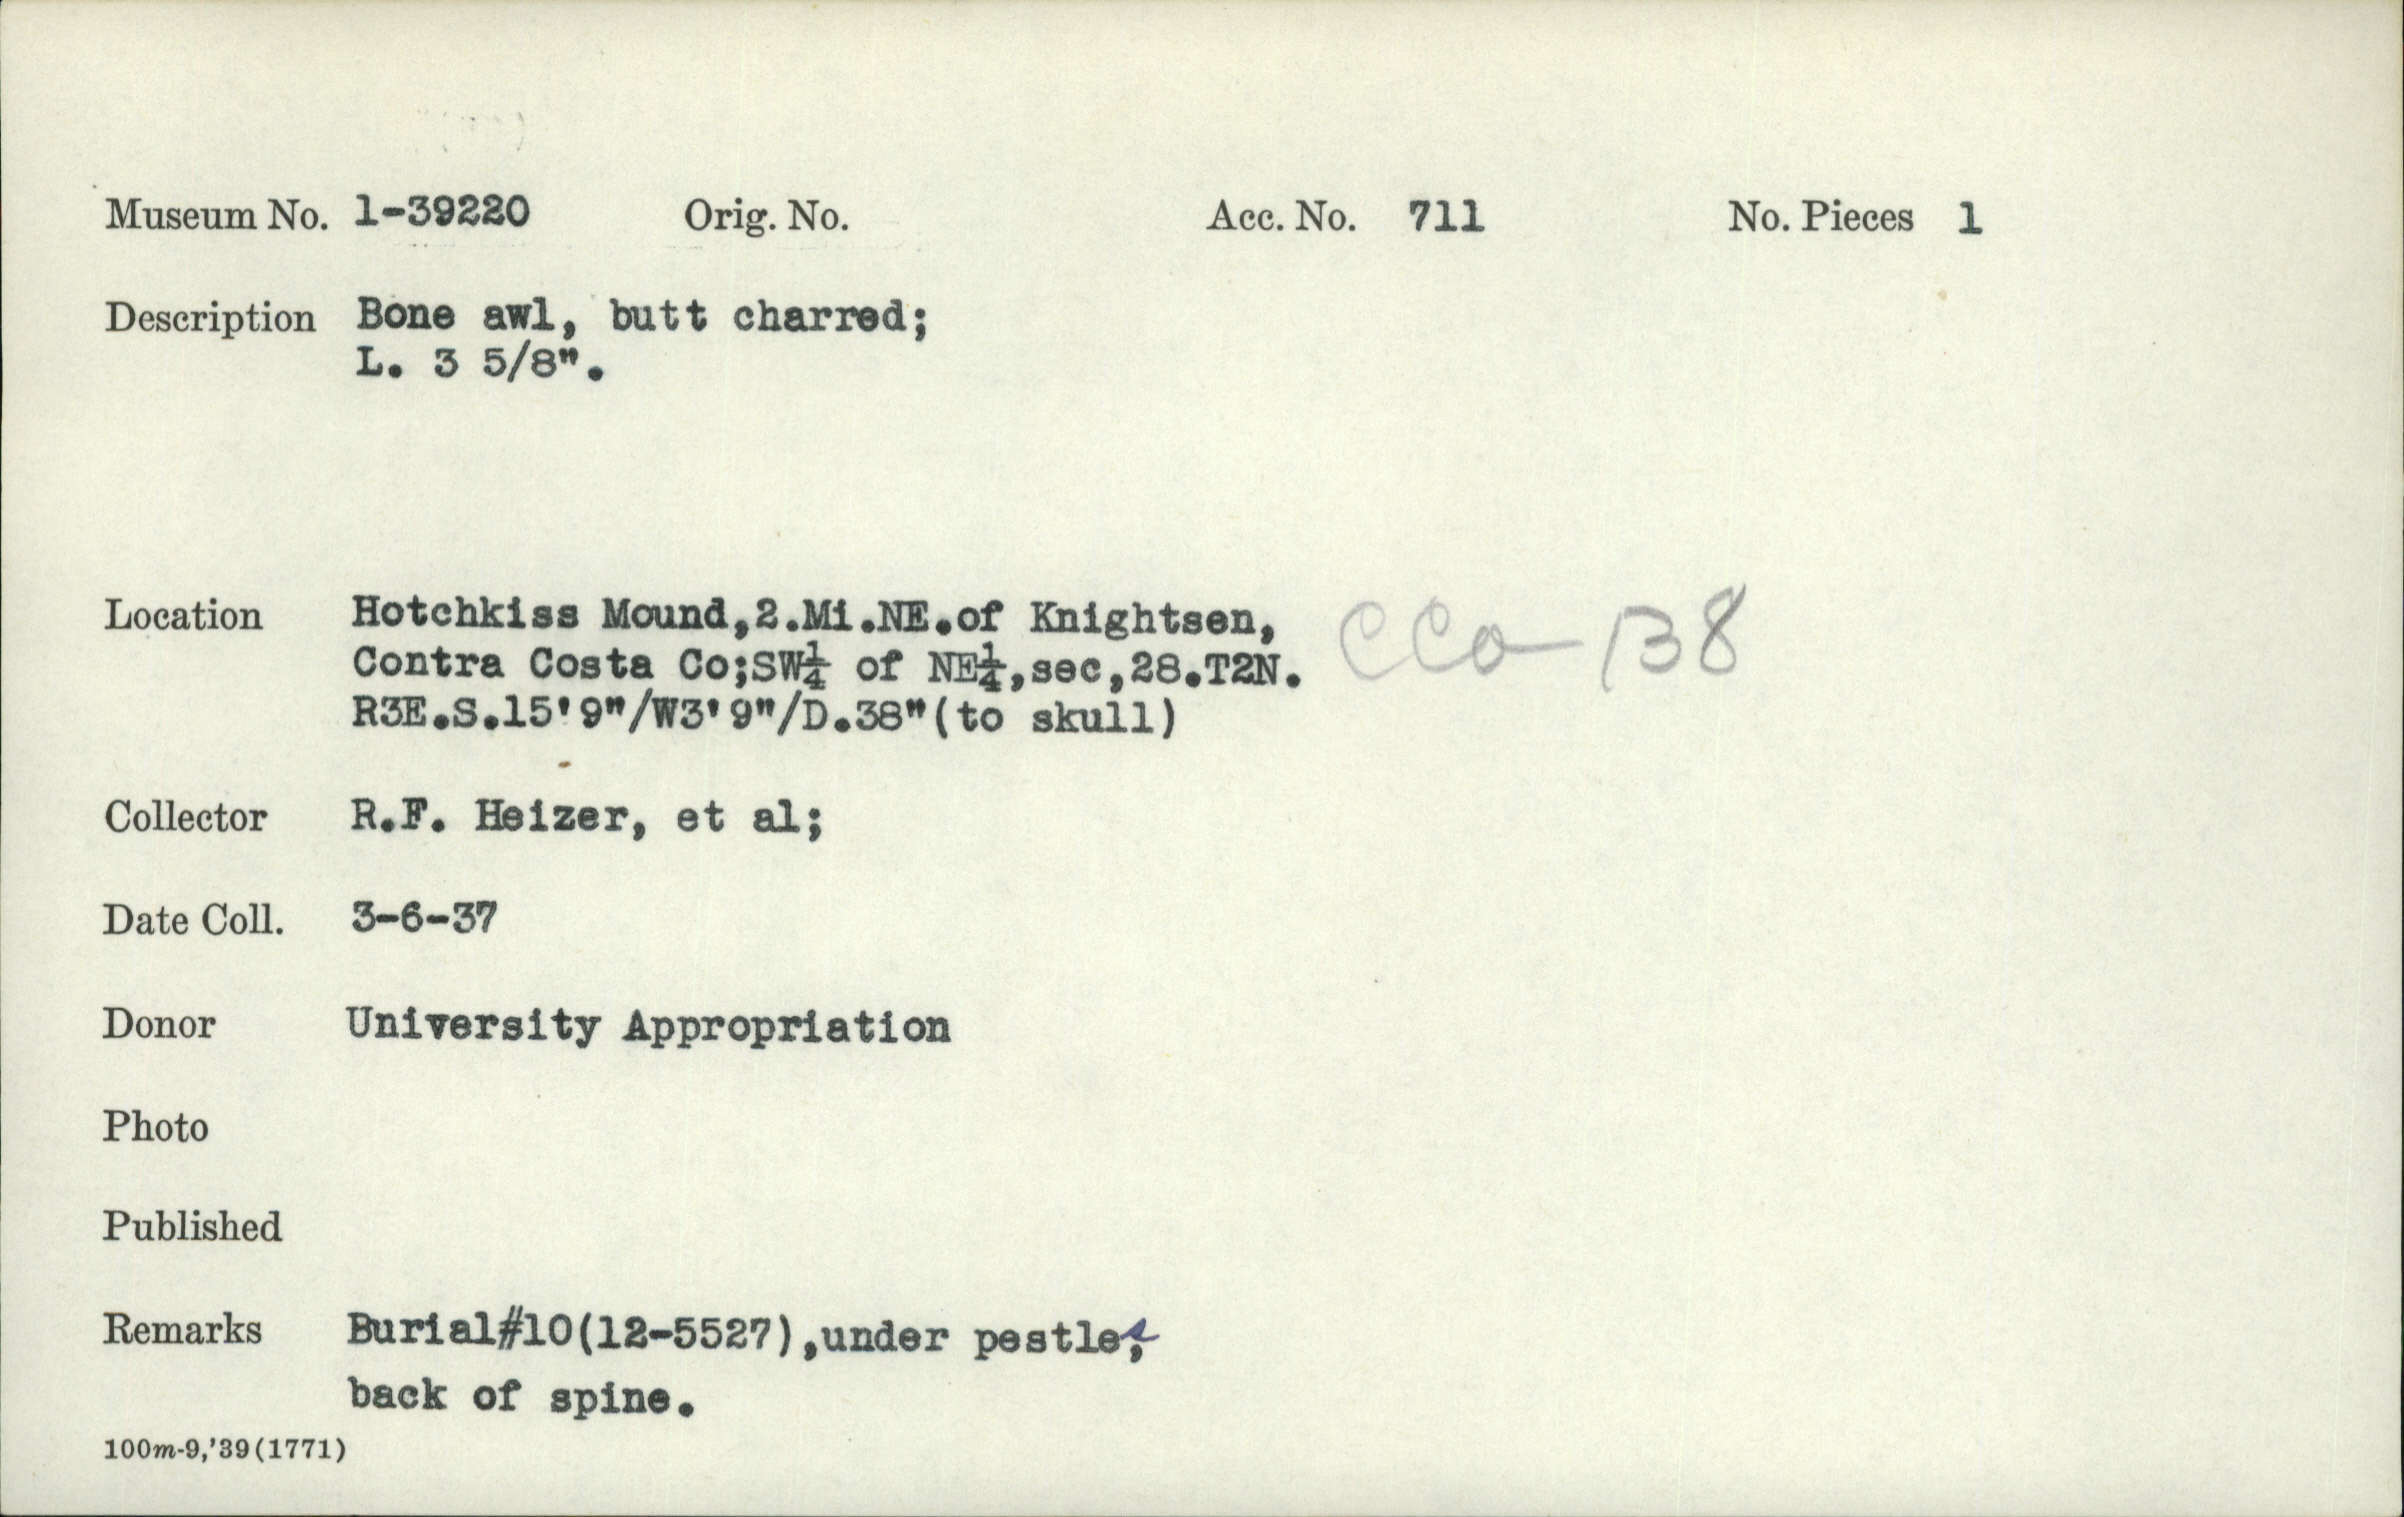 Museum No. 1-39220 Orig. No. Acc. No. 711 No. Pieces 1
Description Bone awl, butt charred;
L. 3 5/8".
Location Hotchkiss Mound,2.Mi.NE.of Knightsen,
Contra Costa Co;SW¼ of NE¼,sec,28.T2N. CCo-138
R3E.S.15'9"/W3'9"/D.38"(to skull)
Collector R.F. Heizer, et al;
Date Coll. 3-6-37
Donor University Appropriation
Photo
Published
Remarks Burial#10(12-5527),under pestles,
back of spine.
100m-9,'39(1771)